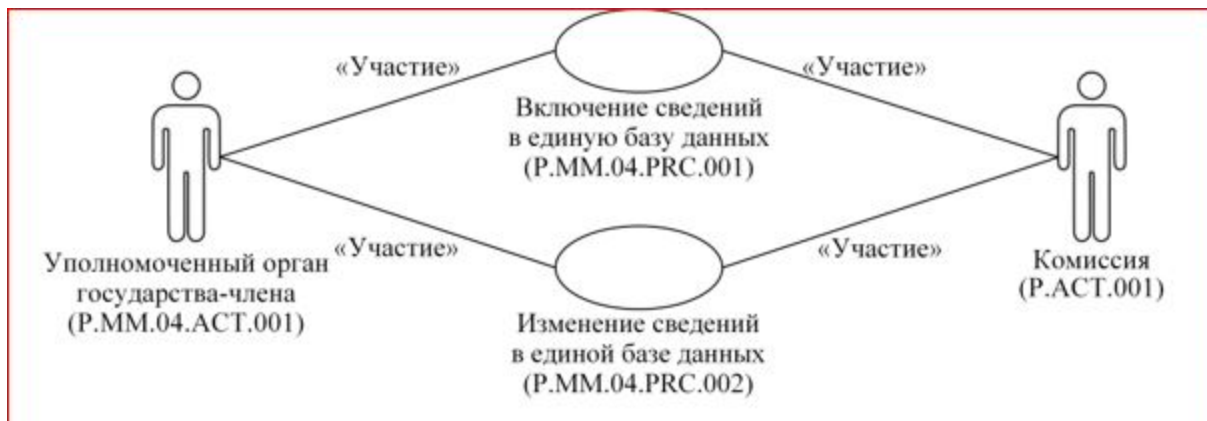 «Участие»
«Участие»
Включение сведений
в единую базу данных
(P.MM.04.PRC.001)
«Участие»
«Участие»
Уполномоченный орган
государства-члена
(P.MM.04.ACT.001)
Комиссия
(P.ACT.001)
Изменение сведений
в единой базе данных
(P.MM.04.PRC.002)